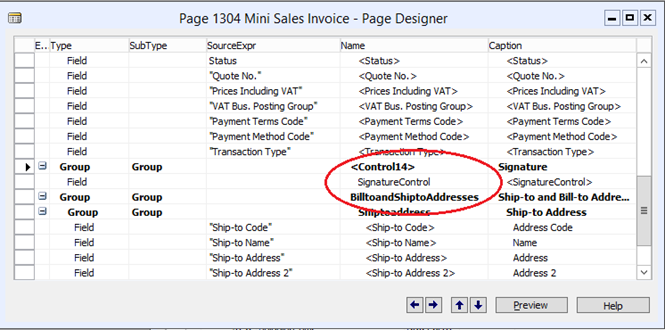 Page 1304 Mini Sales Invoice - Page Designer
E.. Type SubType SourceExpr Name Caption
Field Status <Status> <Status>
Field "Quote No." <Quote No.> <Quote No.>
Field "Prices Including VAT" <Prices Including VAT> <Prices Including VAT>
Field "VAT Bus. Posting Group" <VAT Bus. Posting Group> <VAT Bus. Posting Group>
Field "Payment Terms Code" <Payment Terms Code> <Payment Terms Code>
Field "Payment Method Code" <Payment Method Code> <Payment Method Code>
Field "Transaction Type" <Transaction Type> <Transaction Type>
Group Group <Control14> Signature
Field SignatureControl <SignatureControl>
Group Group BilltoandShiptoAddresses Ship-to and Bill-to Addre...
Group Group Shiptoaddress Ship-to Address
Field "Ship-to Code" <Ship-to Code> Address Code
Field "Ship-to Name" <Ship-to Name> Name
Field "Ship-to Address" <Ship-to Address> Address
Field "Ship-to Address 2" <Ship-to Address 2> Address 2
Preview Help